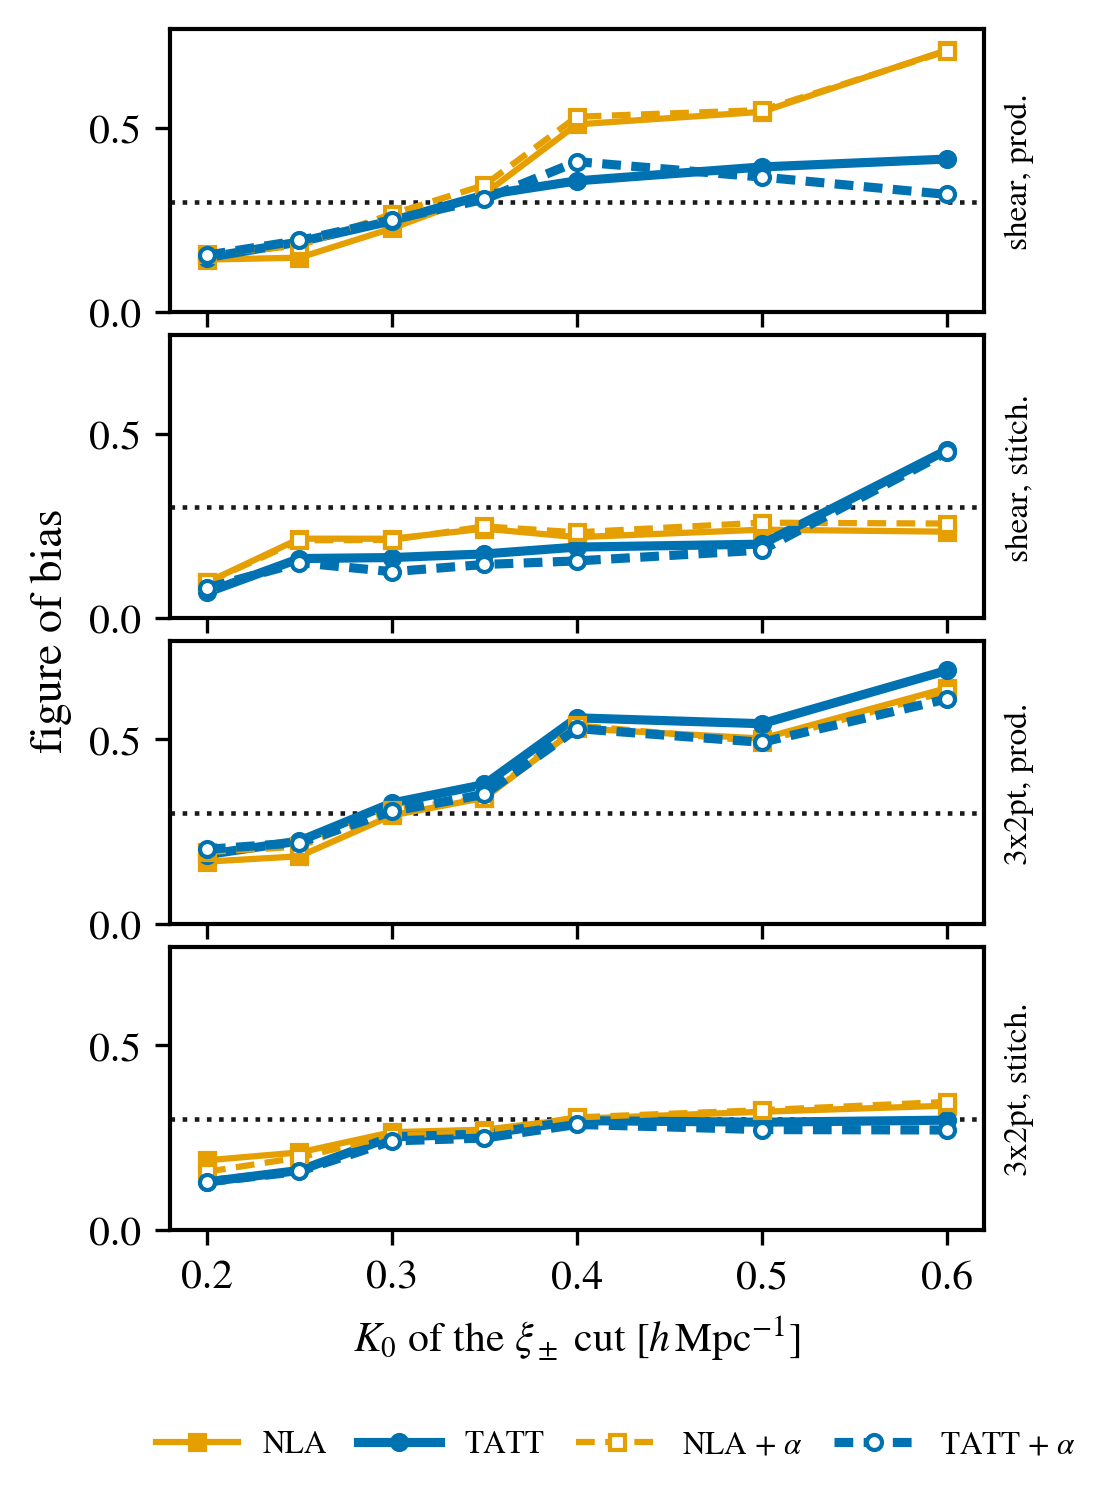 figure of bias
0.5
0.0
shear, prod.
0.5
0.0
shear, stitch.
0.5
0.0
3x2pt, prod.
0.5
0.0
3x2pt, stitch.
0.2 0.3 0.4 0.5 0.6
K₀ of the ξ± cut [h Mpc⁻¹]
NLA TATT NLA + α TATT + α